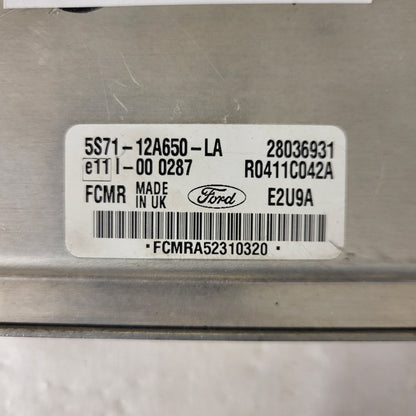 5S71-12A650-LA 28036931
e11 I-00 0287 R0411C042A
FCMR MADE IN UK Ford E2U9A
*FCMRA52310320*